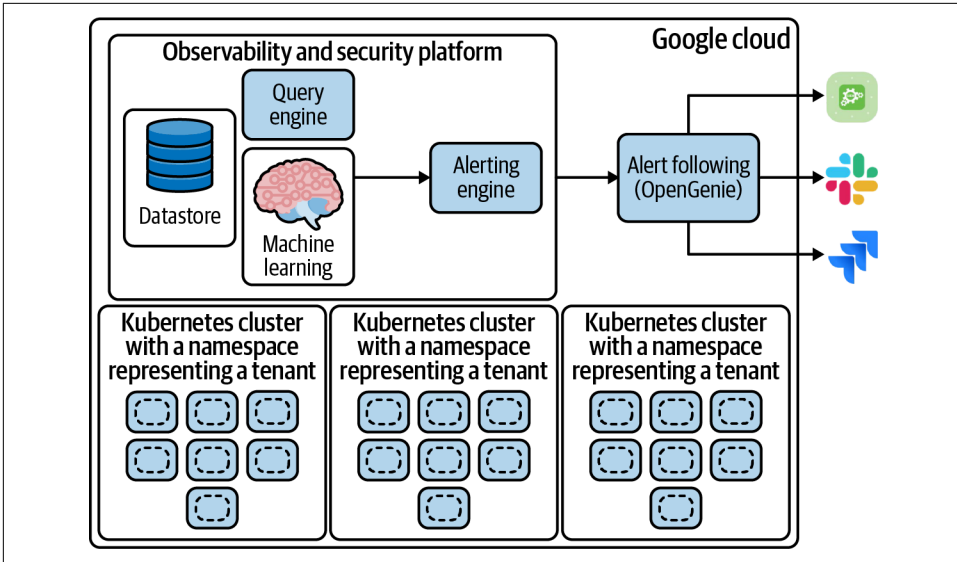 Google cloud
Observability and security platform
Query
engine
Datastore
Machine
learning
Alerting
engine
Alert following
(OpenGenie)
Kubernetes cluster
with a namespace
representing a tenant
Kubernetes cluster
with a namespace
representing a tenant
Kubernetes cluster
with a namespace
representing a tenant